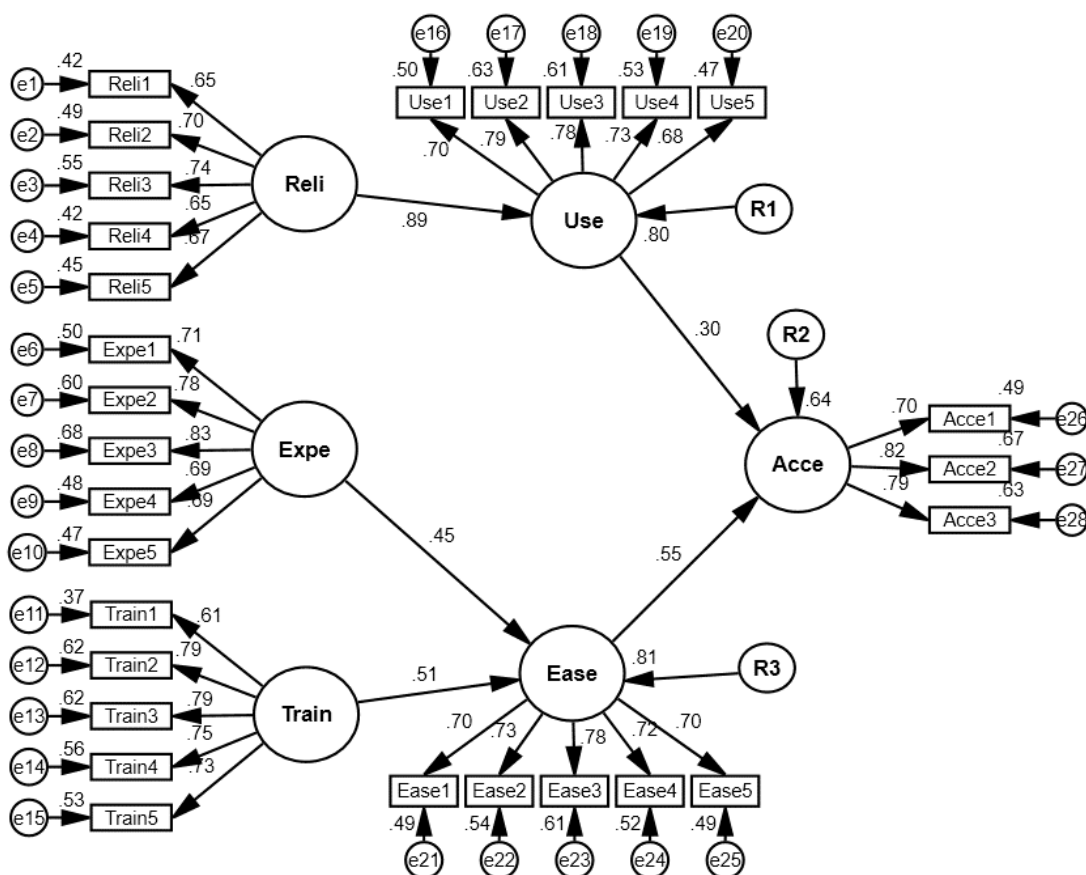 e16 e17 e18 e19 e20
.50 .63 .61 .53 .47
Use1 Use2 Use3 Use4 Use5
.70 .79 .78 .73 .68
e1 .42 Reli1 .65
e2 .49 Reli2 .70
e3 .55 Reli3 .74
e4 .42 Reli4 .65
e5 .45 Reli5 .67
Reli
.89
Use
.80
R1
.30
R2
.64
e6 .50 Expe1 .71
e7 .60 Expe2 .78
e8 .68 Expe3 .83
e9 .48 Expe4 .69
e10 .47 Expe5 .69
Expe
.45
Acce
.70 Acce1 .49 e26
.82 Acce2 .67 e27
.79 Acce3 .63 e28
.55
e11 .37 Train1 .61
e12 .62 Train2 .79
e13 .62 Train3 .79
e14 .56 Train4 .75
e15 .53 Train5 .73
Train
.51
Ease
.81
R3
.70 .73 .78 .72 .70
Ease1 Ease2 Ease3 Ease4 Ease5
.49 .54 .61 .52 .49
e21 e22 e23 e24 e25